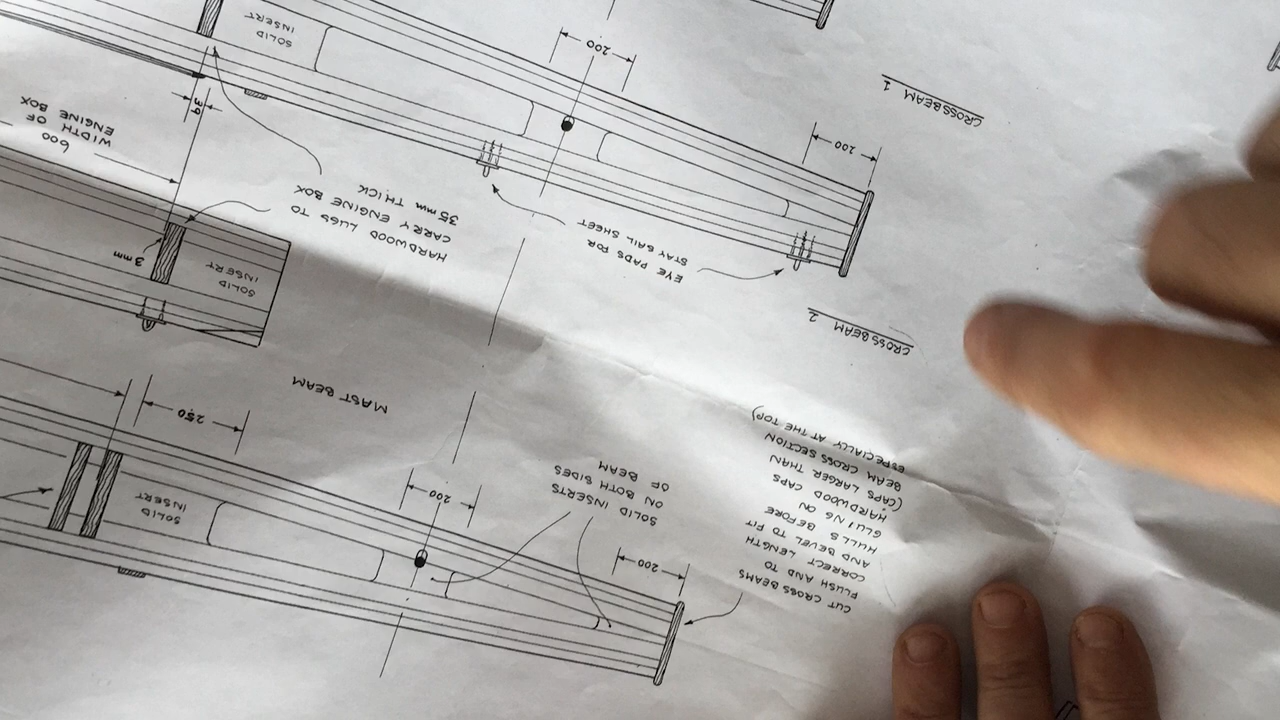 CUT CROSS BEAMS
FLUSH AND TO
CORRECT LENGTH
AND BEVEL TO FIT
HULLS BEFORE
GLUING ON
HARDWOOD CAPS
(CAPS LARGER THAN
BEAM CROSS SECTION
ESPECIALLY AT THE TOP)
200
SOLID INSERTS
ON BOTH SIDES
OF BEAM
200
SOLID
INSERT
250
MAST BEAM
CROSSBEAM 2
SOLID
INSERT
3mm
EYE PADS FOR
STAY SAIL SHEET
HARDWOOD LUGS TO
CARRY ENGINE BOX
35mm THICK
600
WIDTH OF
ENGINE BOX
200
200
SOLID
INSERT
CROSSBEAM 1